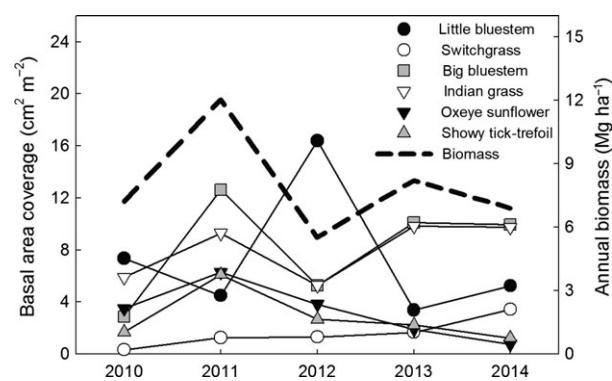 Basal area coverage (cm² m⁻²)
24
20
16
12
8
4
0
Little bluestem
Switchgrass
Big bluestem
Indian grass
Oxeye sunflower
Showy tick-trefoil
Biomass
15
12
9
6
3
0
Annual biomass (Mg ha⁻¹)
2010 2011 2012 2013 2014